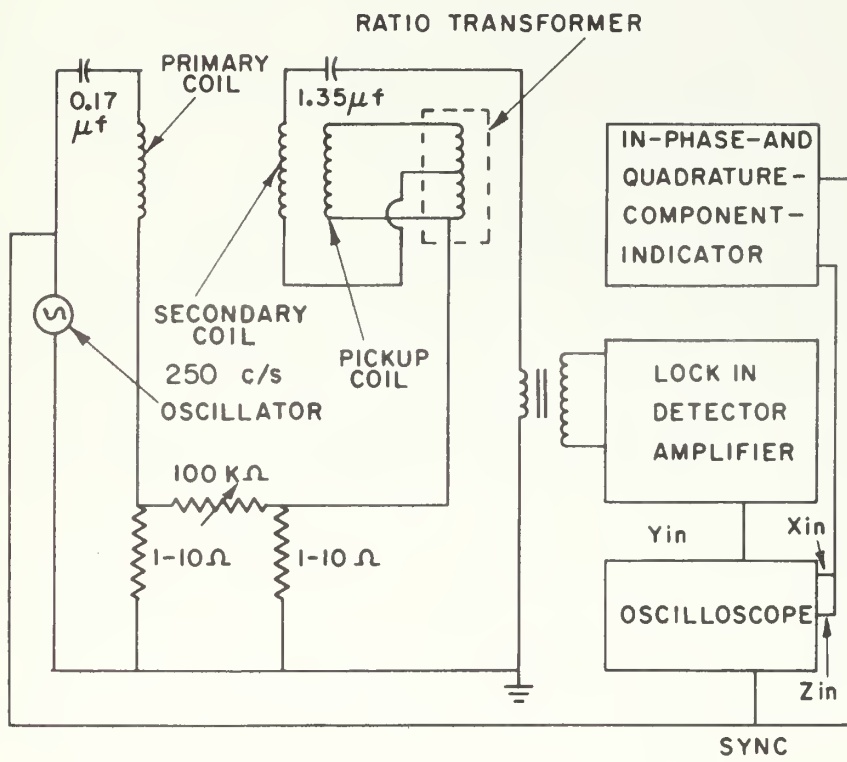 RATIO TRANSFORMER
PRIMARY
COIL
0.17
μf
1.35μf
IN-PHASE-AND
QUADRATURE-
COMPONENT-
INDICATOR
SECONDARY
COIL
250 c/s
OSCILLATOR
PICKUP
COIL
LOCK IN
DETECTOR
AMPLIFIER
100 KΩ
1-10Ω
1-10Ω
Yin
Xin
OSCILLOSCOPE
Zin
SYNC